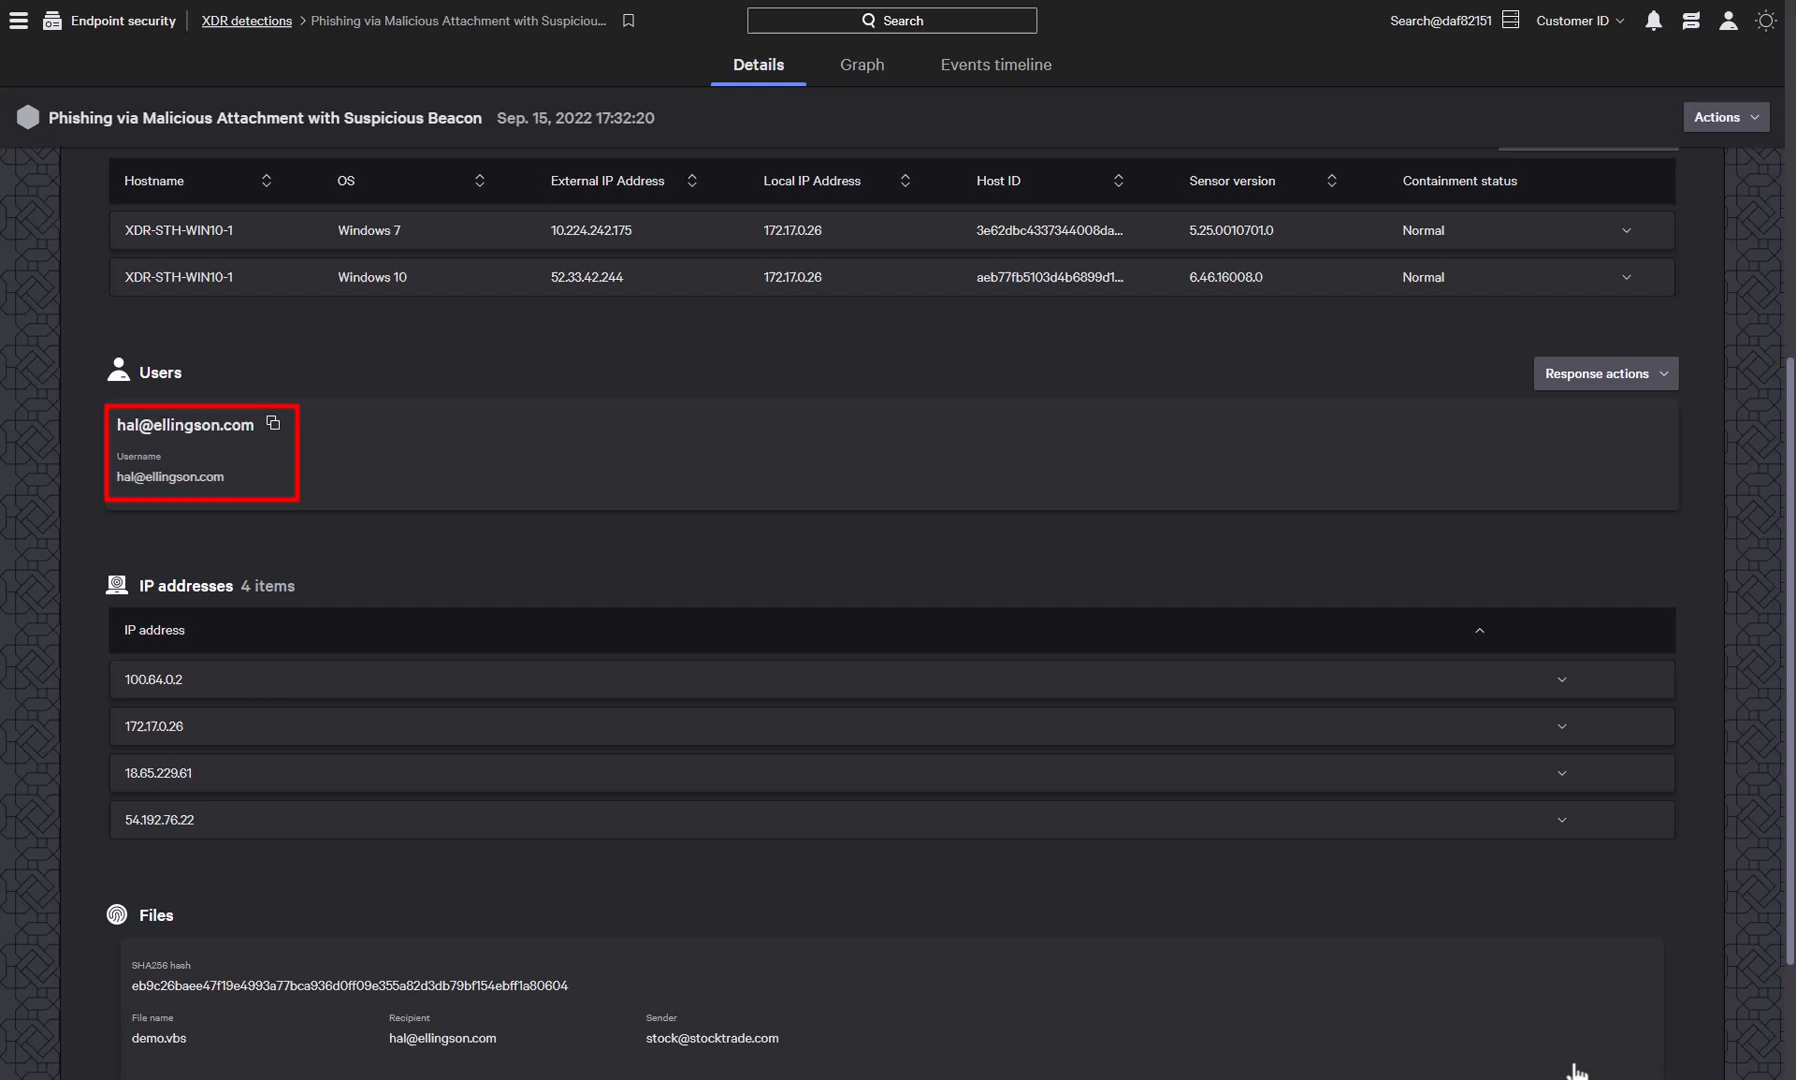 Endpoint security XDR detections > Phishing via Malicious Attachment with Suspiciou... Search Search@daf82151 Customer ID
Details Graph Events timeline
Phishing via Malicious Attachment with Suspicious Beacon Sep. 15, 2022 17:32:20 Actions
Hostname OS External IP Address Local IP Address Host ID Sensor version Containment status
XDR-STH-WIN10-1 Windows 7 10.224.242.175 172.17.0.26 3e62dbc4337344008da... 5.25.0010701.0 Normal
XDR-STH-WIN10-1 Windows 10 52.33.42.244 172.17.0.26 aeb77fb5103d4b6899d1... 6.46.16008.0 Normal
Users Response actions
hal@ellingson.com
Username
hal@ellingson.com
IP addresses 4 items
IP address
100.64.0.2
172.17.0.26
18.65.229.61
54.192.76.22
Files
SHA256 hash
eb9c26baee47f19e4993a77bca936d0ff09e355a82d3db79bf154ebff1a80604
File name Recipient Sender
demo.vbs hal@ellingson.com stock@stocktrade.com